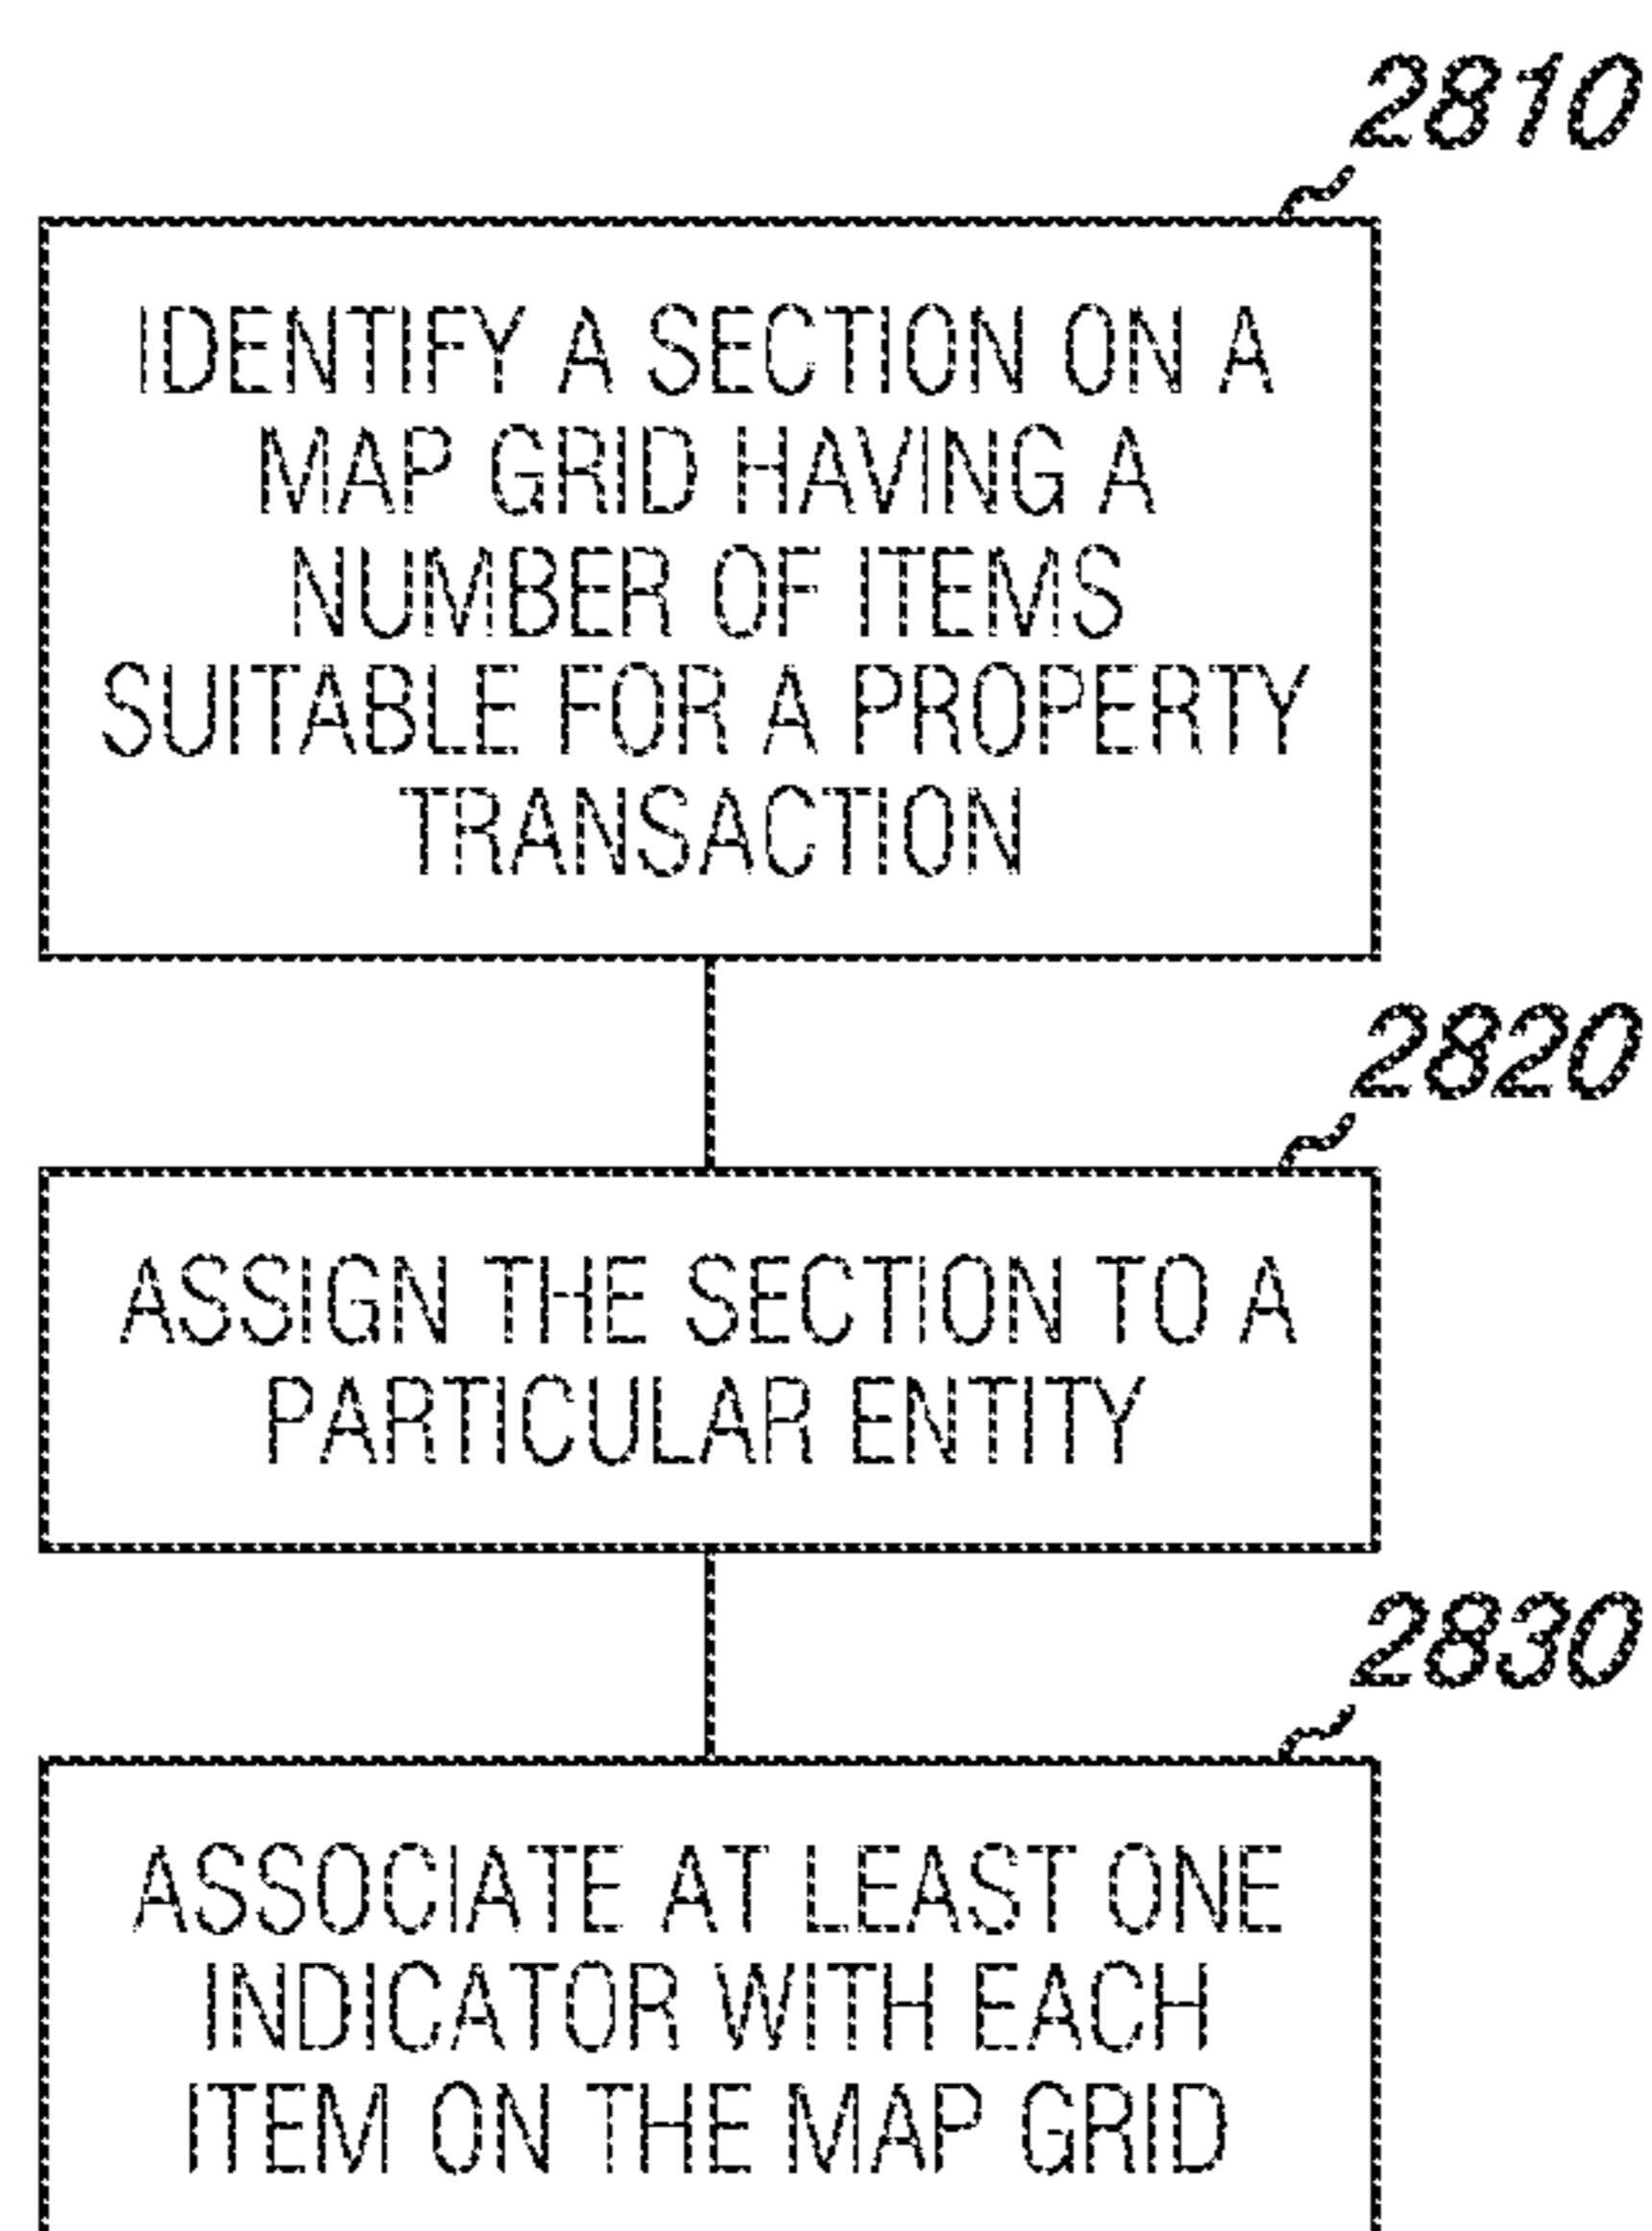 2810
IDENTIFY A SECTION ON A
MAP GRID HAVING A
NUMBER OF ITEMS
SUITABLE FOR A PROPERTY
TRANSACTION
2820
ASSIGN THE SECTION TO A
PARTICULAR ENTITY
2830
ASSOCIATE AT LEAST ONE
INDICATOR WITH EACH
ITEM ON THE MAP GRID